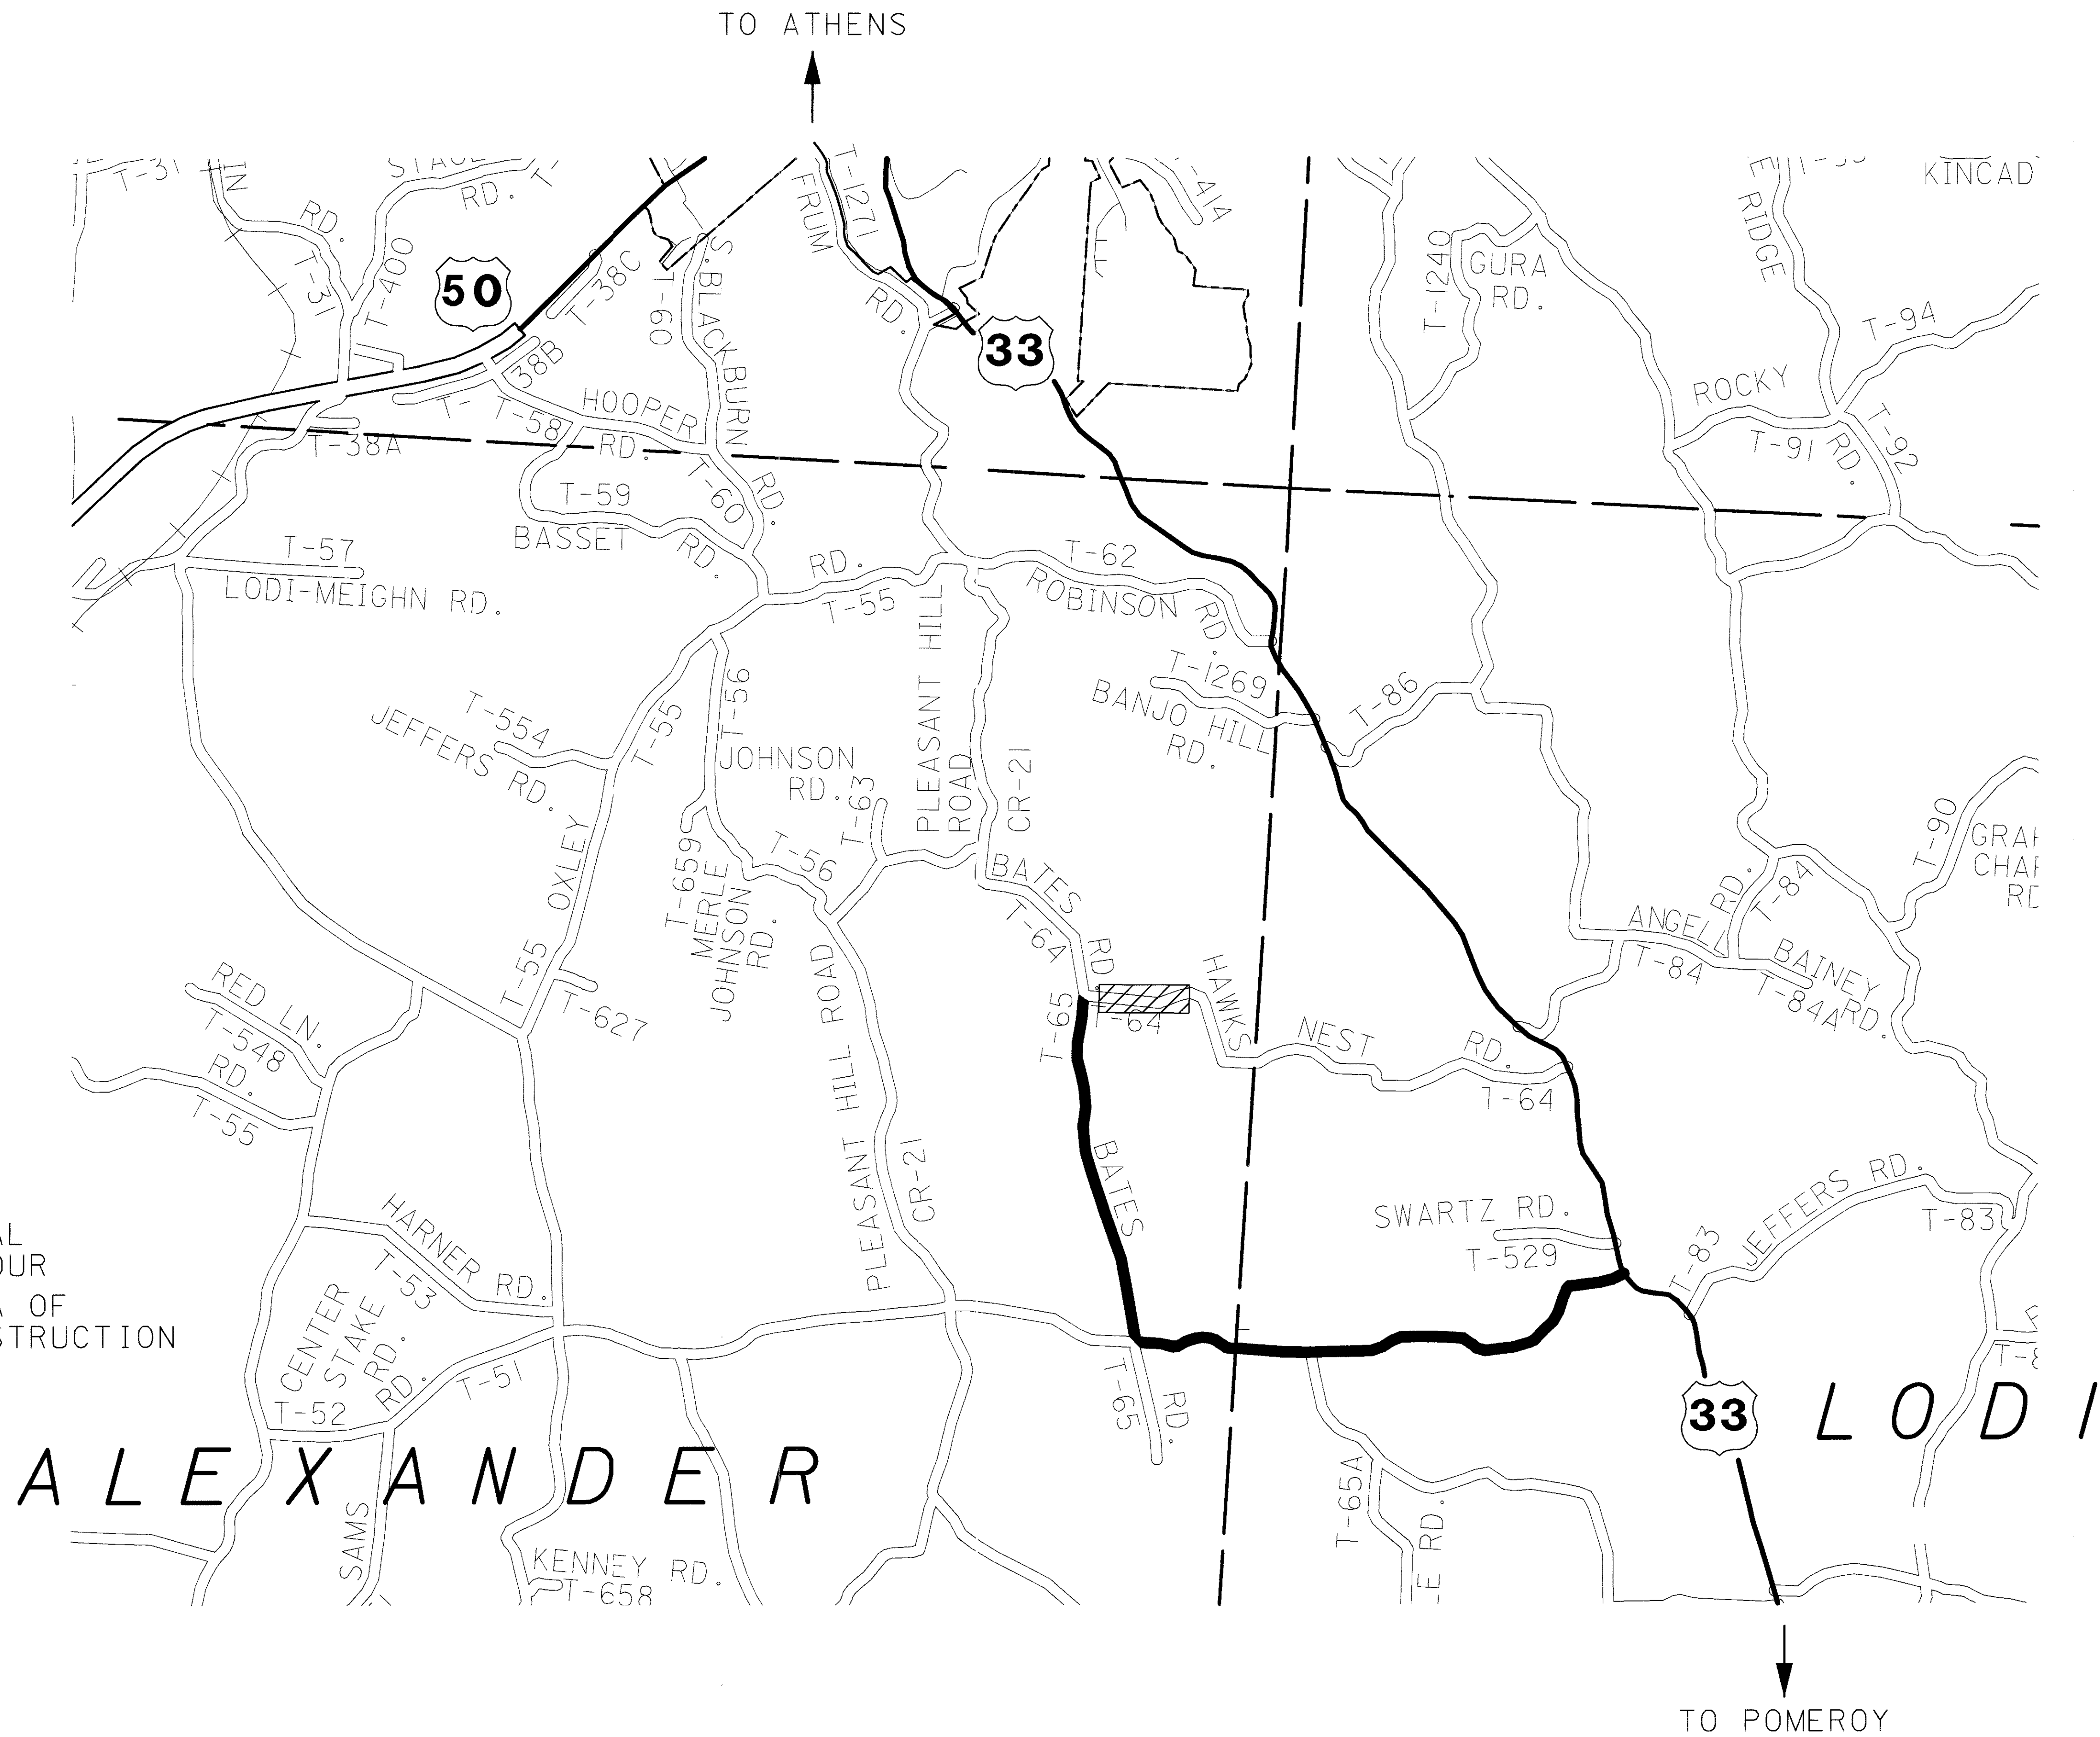 TO ATHENS
T-31
RD.
T-1271
FRUM
RD.
T-41A
E RIDGE
KINCAD
RD.
T-31
T-400
50
T-38C
T-60
S. BLACKBURN
RD.
33
T-1240
GURA
RD.
T-94
ROCKY
RD.
T-91
T-92
38B
T-
T-58
HOOPER
RD.
T-38A
T-60
T-59
BASSET
RD.
T-57
LODI-MEIGHN RD.
RD.
T-55
T-62
ROBINSON
RD.
PLEASANT HILL
ROAD
CR-21
T-1269
BANJO HILL
RD.
T-86
T-56
T-554
JEFFERS RD.
T-55
JOHNSON
RD.
T-63
T-56
T-659
MERLE
JOHNSON
RD.
OXLEY
T-55
T-627
BATES
RD.
T-64
T-90
RD.
T-84
ANGELL
T-84
BAINEY
RD.
T-84A
RED LN.
T-548
RD.
T-55
T-65
T-64
HAWKS
NEST
RD.
T-64
PLEASANT HILL ROAD
CR-21
BATES
SWARTZ RD.
T-529
T-83
JEFFERS RD.
T-83
HARNER RD.
T-53
CENTER
STAKE
RD.
RD.
T-51
T-52
OF
T-65
RD.
33
LODI
ALEXANDER
SAMS
KENNEY RD.
T-658
T-65A
E RD.
TO POMEROY